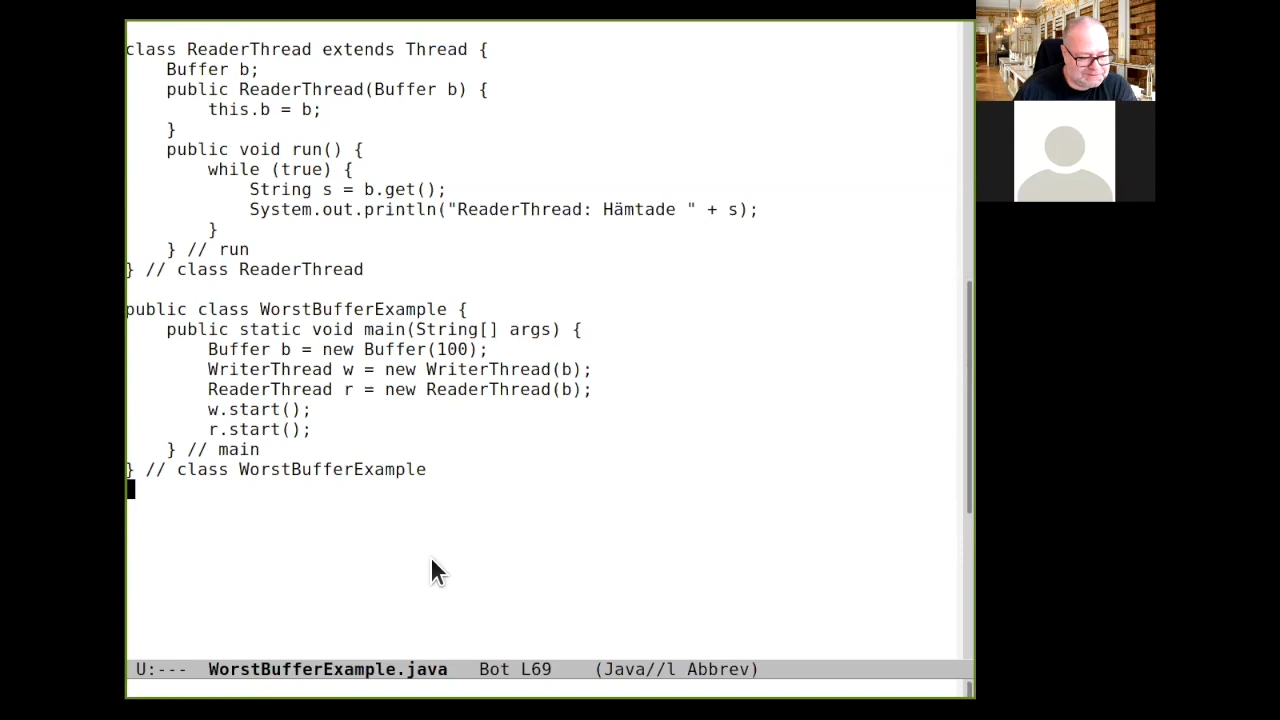 class ReaderThread extends Thread {
    Buffer b;
    public ReaderThread(Buffer b) {
        this.b = b;
    }
    public void run() {
        while (true) {
            String s = b.get();
            System.out.println("ReaderThread: Hämtade " + s);
        }
    } // run
} // class ReaderThread
public class WorstBufferExample {
    public static void main(String[] args) {
        Buffer b = new Buffer(100);
        WriterThread w = new WriterThread(b);
        ReaderThread r = new ReaderThread(b);
        w.start();
        r.start();
    } // main
} // class WorstBufferExample
U:---  WorstBufferExample.java   Bot L69    (Java//l Abbrev)